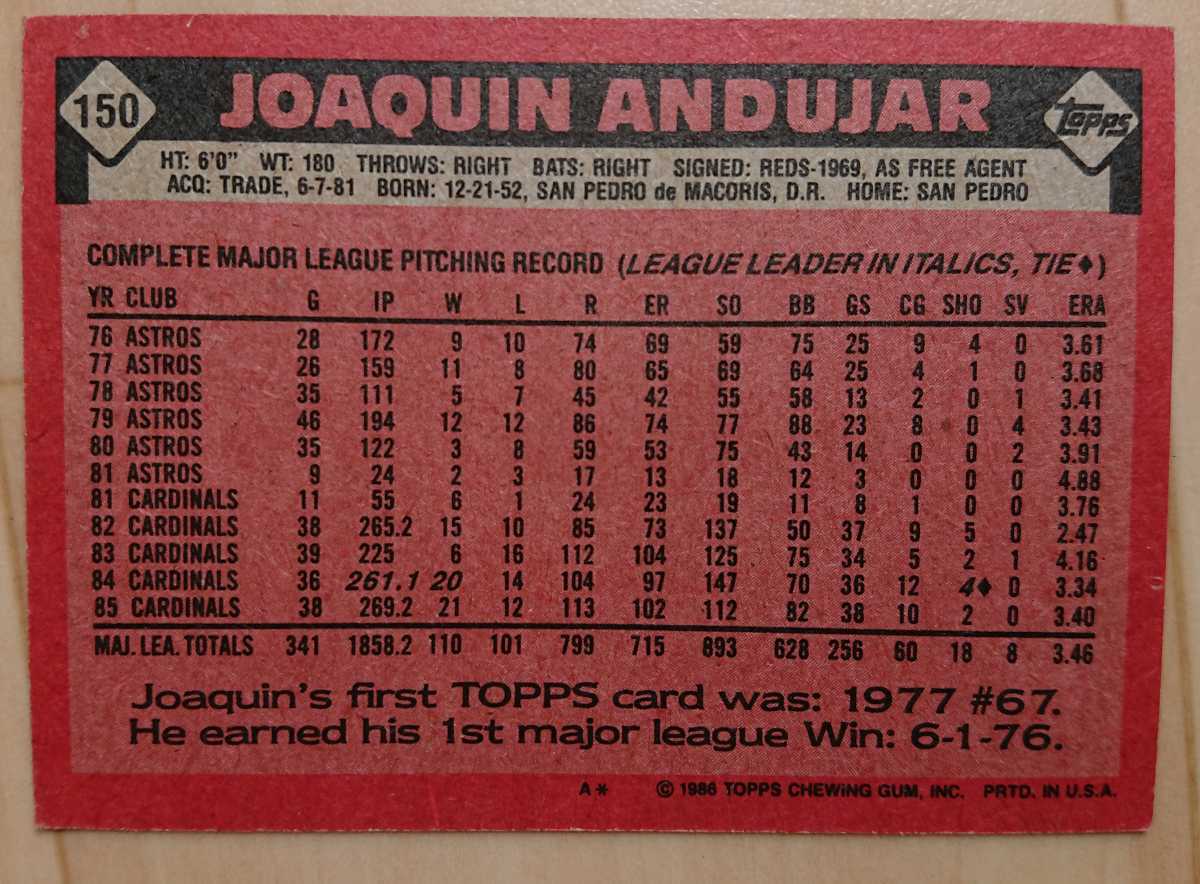 150 JOAQUIN ANDUJAR TOPPS
HT: 6'0" WT: 180 THROWS: RIGHT BATS: RIGHT SIGNED: REDS-1969, AS FREE AGENT
ACQ: TRADE, 6-7-81 BORN: 12-21-52, SAN PEDRO de MACORIS, D.R. HOME: SAN PEDRO
COMPLETE MAJOR LEAGUE PITCHING RECORD (LEAGUE LEADER IN ITALICS, TIE♦)
YR CLUB G IP W L R ER SO BB GS CG SHO SV ERA
76 ASTROS 28 172 9 10 74 69 59 75 25 9 4 0 3.61
77 ASTROS 26 159 11 8 80 65 69 64 25 4 1 0 3.68
78 ASTROS 35 111 5 7 45 42 55 58 13 2 0 1 3.41
79 ASTROS 46 194 12 12 86 74 77 88 23 8 0 4 3.43
80 ASTROS 35 122 3 8 59 53 75 43 14 0 0 2 3.91
81 ASTROS 9 24 2 3 17 13 18 12 3 0 0 0 4.88
81 CARDINALS 11 55 6 1 24 23 19 11 8 1 0 0 3.76
82 CARDINALS 38 265.2 15 10 85 73 137 50 37 9 5 0 2.47
83 CARDINALS 39 225 6 16 112 104 125 75 34 5 2 1 4.16
84 CARDINALS 36 261.1 20 14 104 97 147 70 36 12 4♦ 0 3.34
85 CARDINALS 38 269.2 21 12 113 102 112 82 38 10 2 0 3.40
MAJ. LEA. TOTALS 341 1858.2 110 101 799 715 893 628 256 60 18 8 3.46
Joaquin's first TOPPS card was: 1977 #67.
He earned his 1st major league Win: 6-1-76.
A* © 1986 TOPPS CHEWING GUM, INC. PRTD. IN U.S.A.